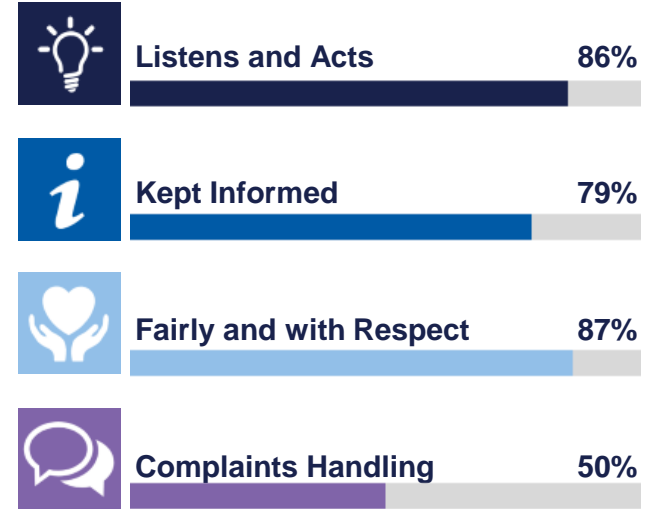 Listens and Acts 86%
Kept Informed 79%
Fairly and with Respect 87%
Complaints Handling 50%